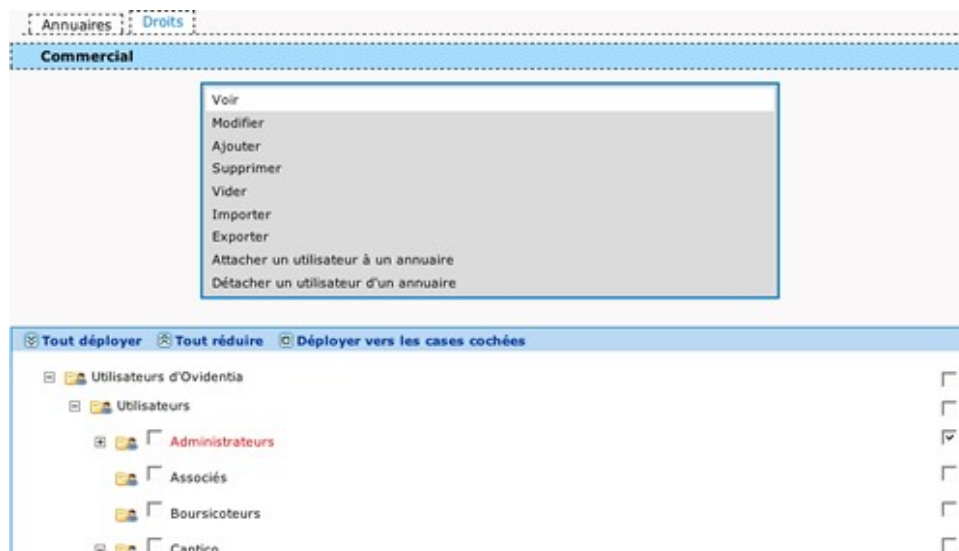 Annuaires Droits
Commercial
Voir
Modifier
Ajouter
Supprimer
Vider
Importer
Exporter
Attacher un utilisateur à un annuaire
Détacher un utilisateur d'un annuaire
Tout déployer Tout réduire Déployer vers les cases cochées
Utilisateurs d'Ovidentia
Utilisateurs
Administrateurs
Associés
Boursicoteurs
Cantico